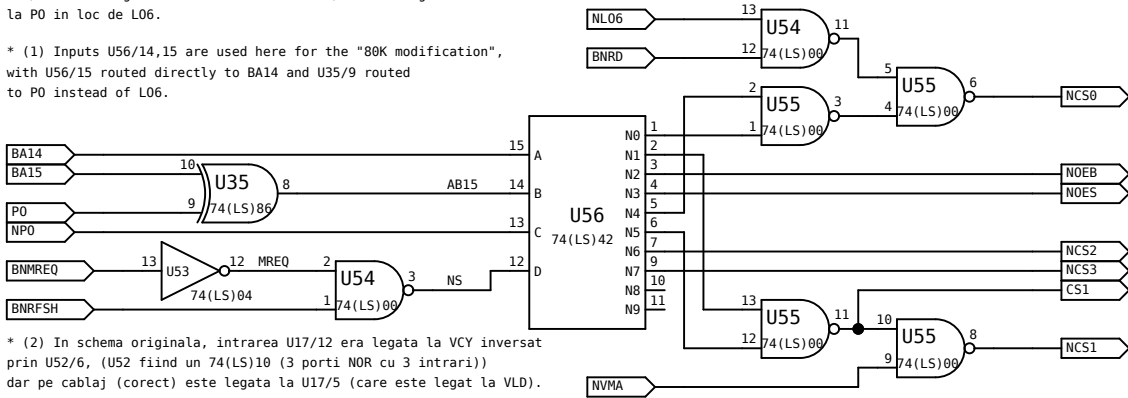 la PO in loc de LO6.
* (1) Inputs U56/14,15 are used here for the "80K modification",
with U56/15 routed directly to BA14 and U35/9 routed
to PO instead of LO6.
NLO6
13
U54
11
BNRD
12
74(LS)00
5
U55
6
NCS0
4
74(LS)00
2
U55
3
1
74(LS)00
BA14
15
A
BA15
10
U35
8
AB15
14
B
PO
9
74(LS)86
NPO
13
C
BNMREQ
13
U53
12
MREQ
2
U54
3
NS
12
D
74(LS)04
BNRFSH
1
74(LS)00
U56
74(LS)42
N0
1
N1
2
N2
3
NOEB
N3
4
NOES
N4
5
N5
6
N6
7
NCS2
N7
9
NCS3
N8
10
N9
11
CS1
13
U55
11
12
74(LS)00
10
U55
8
NCS1
9
74(LS)00
NVMA
* (2) In schema originala, intrarea U17/12 era legata la VCY inversat
prin U52/6, (U52 fiind un 74(LS)10 (3 porti NOR cu 3 intrari))
dar pe cablaj (corect) este legata la U17/5 (care este legat la VLD).